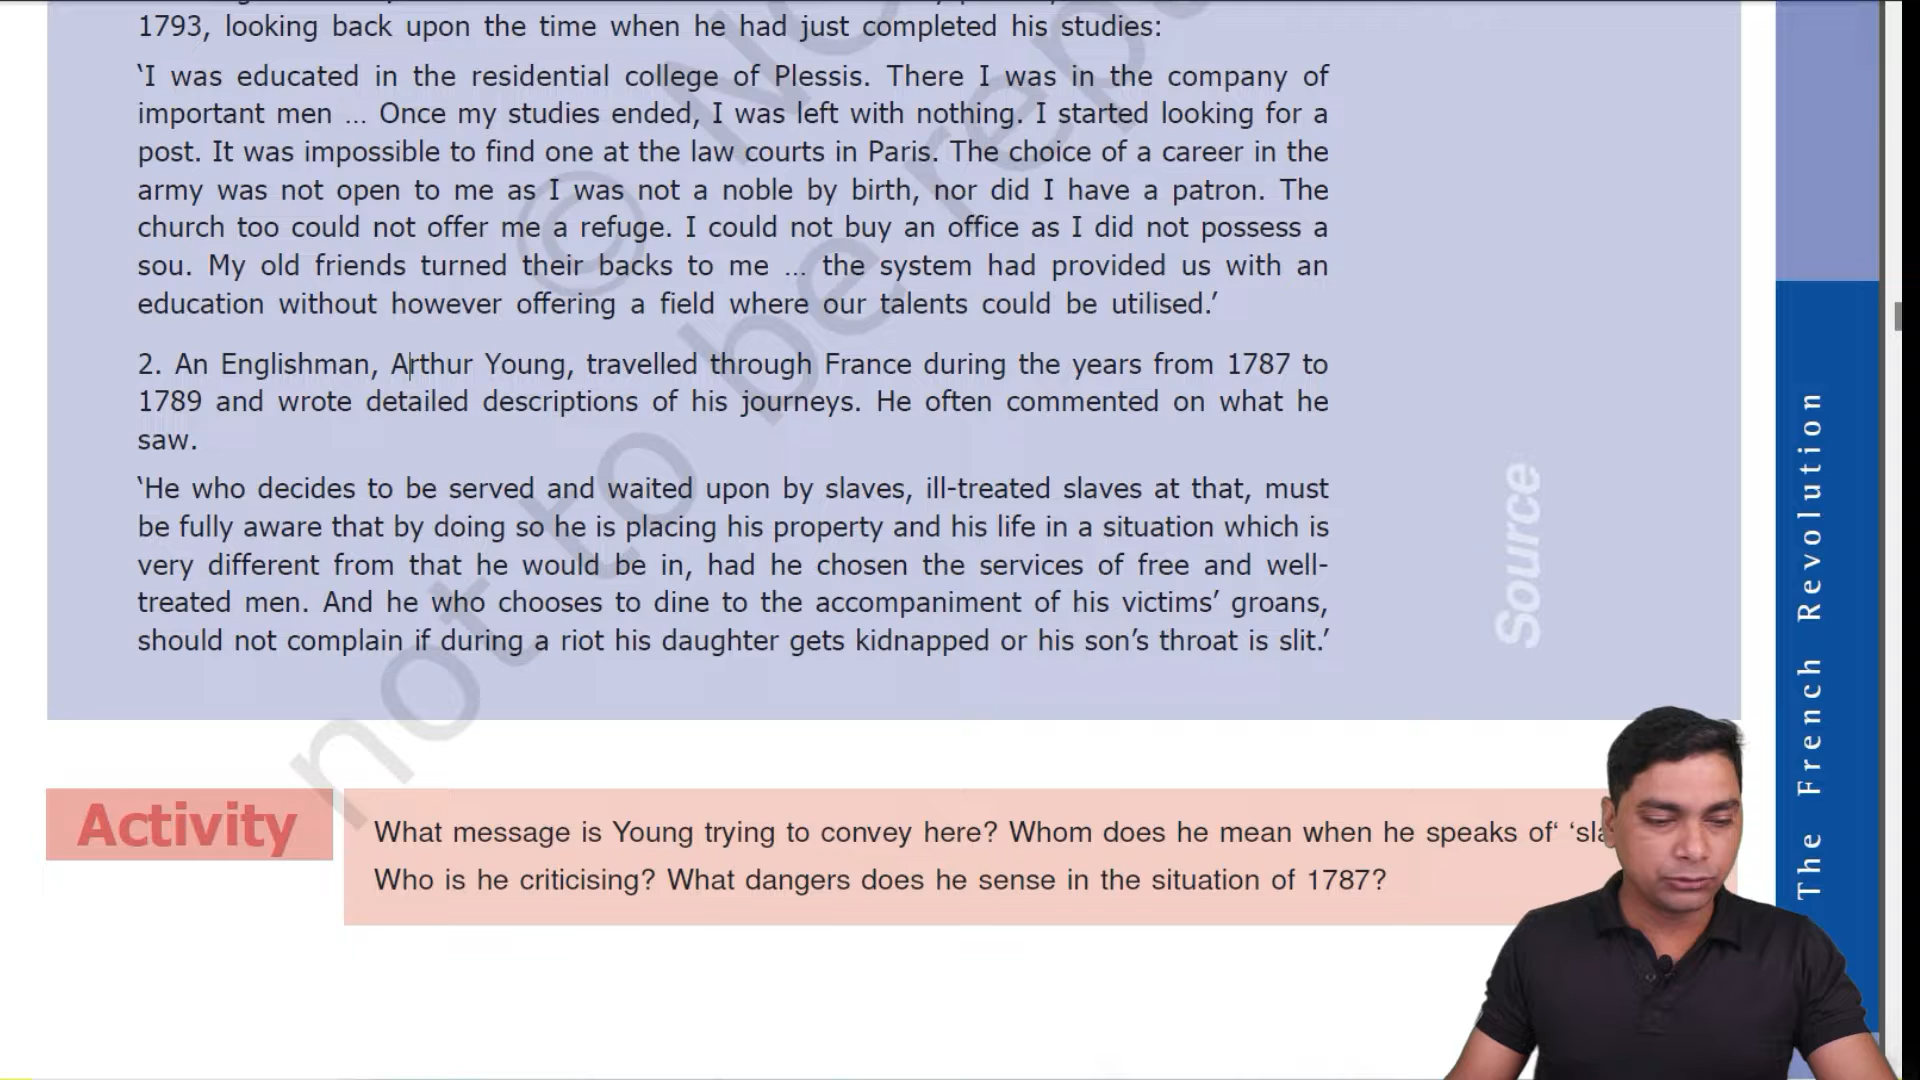 1793, looking back upon the time when he had just completed his studies:
‘I was educated in the residential college of Plessis. There I was in the company of
important men … Once my studies ended, I was left with nothing. I started looking for a
post. It was impossible to find one at the law courts in Paris. The choice of a career in the
army was not open to me as I was not a noble by birth, nor did I have a patron. The
church too could not offer me a refuge. I could not buy an office as I did not possess a
sou. My old friends turned their backs to me … the system had provided us with an
education without however offering a field where our talents could be utilised.’
2. An Englishman, Arthur Young, travelled through France during the years from 1787 to
1789 and wrote detailed descriptions of his journeys. He often commented on what he
saw.
‘He who decides to be served and waited upon by slaves, ill-treated slaves at that, must
be fully aware that by doing so he is placing his property and his life in a situation which is
very different from that he would be in, had he chosen the services of free and well-
treated men. And he who chooses to dine to the accompaniment of his victims’ groans,
should not complain if during a riot his daughter gets kidnapped or his son’s throat is slit.’
Source
The French Revolution
Activity
What message is Young trying to convey here? Whom does he mean when he speaks of‘
Who is he criticising? What dangers does he sense in the situation of 1787?
not to be